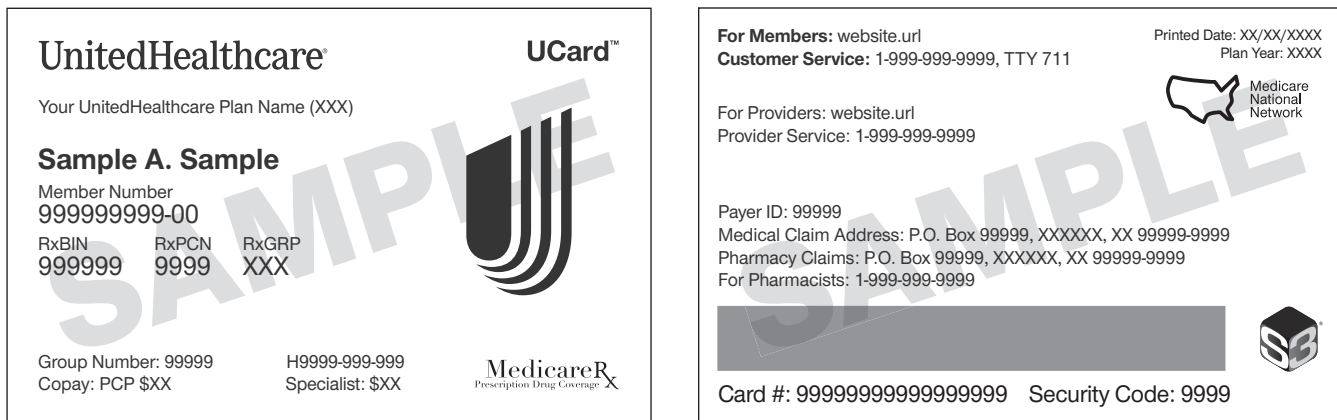 UnitedHealthcare®
UCard™
Your UnitedHealthcare Plan Name (XXX)
Sample A. Sample
Member Number
999999999-00
RxBIN RxPCN RxGRP
999999 9999 XXX
SAMPLE
Group Number: 99999 H9999-999-999
Copay: PCP $XX Specialist: $XX
MedicareRx
Prescription Drug Coverage
For Members: website.url
Customer Service: 1-999-999-9999, TTY 711
Printed Date: XX/XX/XXXX
Plan Year: XXXX
Medicare
National
Network
For Providers: website.url
Provider Service: 1-999-999-9999
SAMPLE
Payer ID: 99999
Medical Claim Address: P.O. Box 99999, XXXXXX, XX 99999-9999
Pharmacy Claims: P.O. Box 99999, XXXXXX, XX 99999-9999
For Pharmacists: 1-999-999-9999
S3®
Card #: 99999999999999999 Security Code: 9999